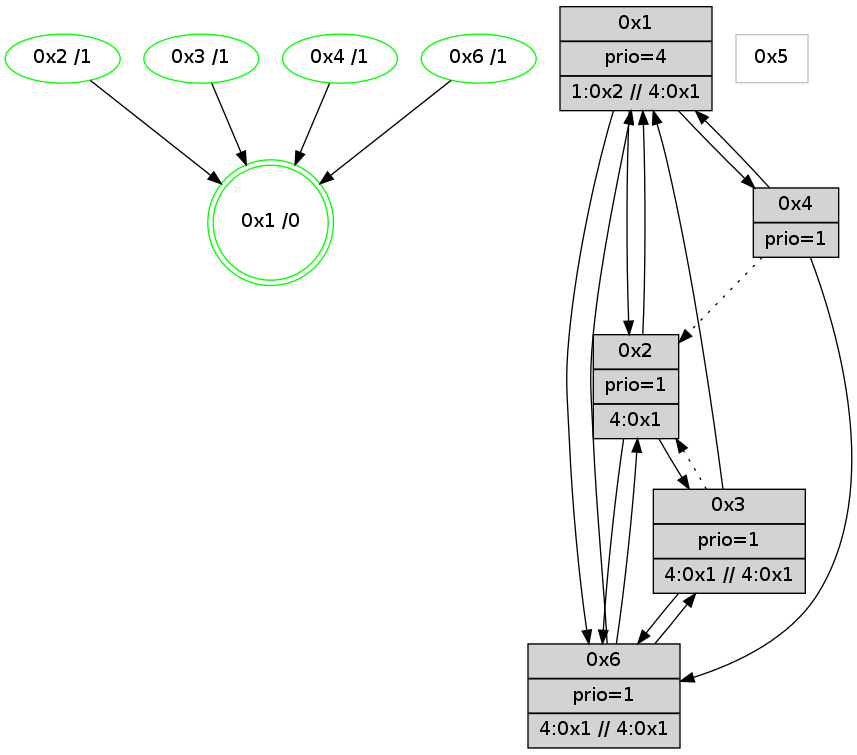 0x2 /1
0x3 /1
0x4 /1
0x6 /1
0x1 /0
0x1
prio=4
1:0x2 // 4:0x1
0x5
0x4
prio=1
0x2
prio=1
4:0x1
0x3
prio=1
4:0x1 // 4:0x1
0x6
prio=1
4:0x1 // 4:0x1